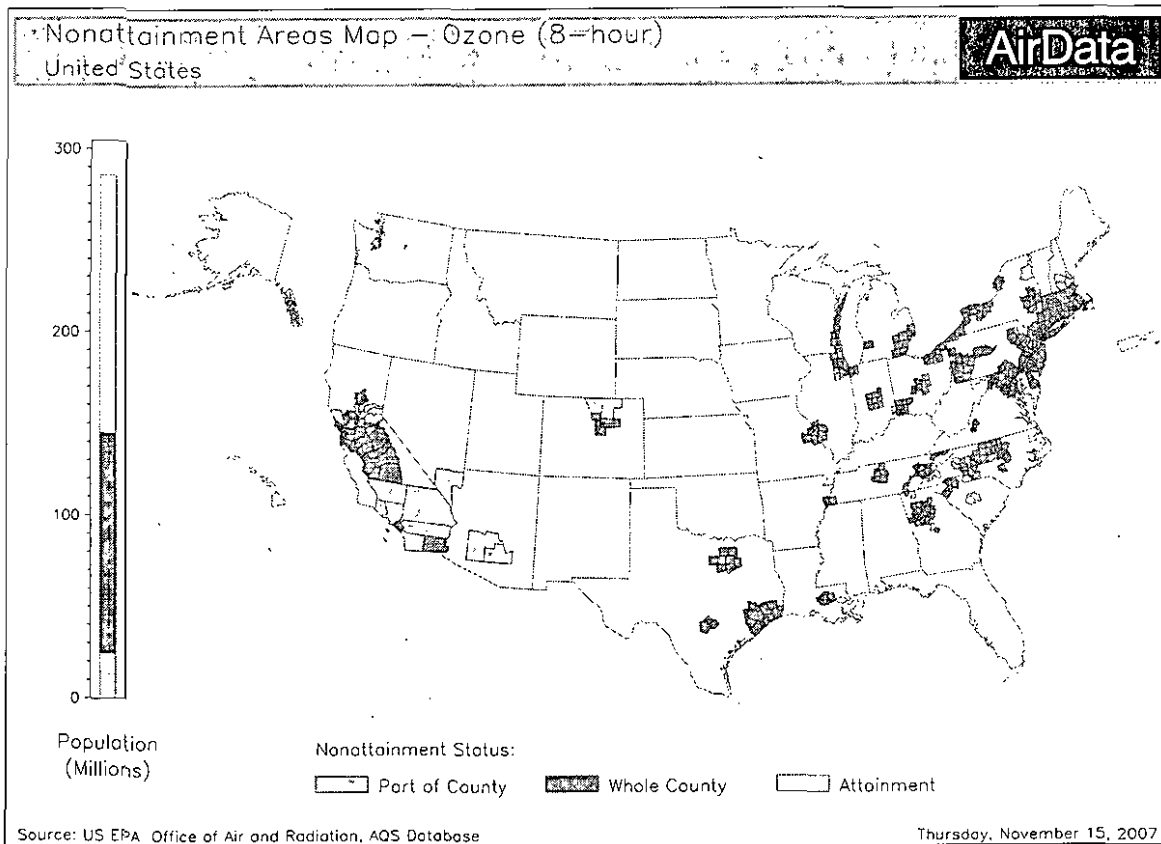 Nonattainment Areas Map – Ozone (8–hour)
United States
AirData
300
200
100
0
Population
(Millions)
Nonattainment Status:
Part of County
Whole County
Attainment
Source: US EPA Office of Air and Radiation, AQS Database
Thursday, November 15, 2007